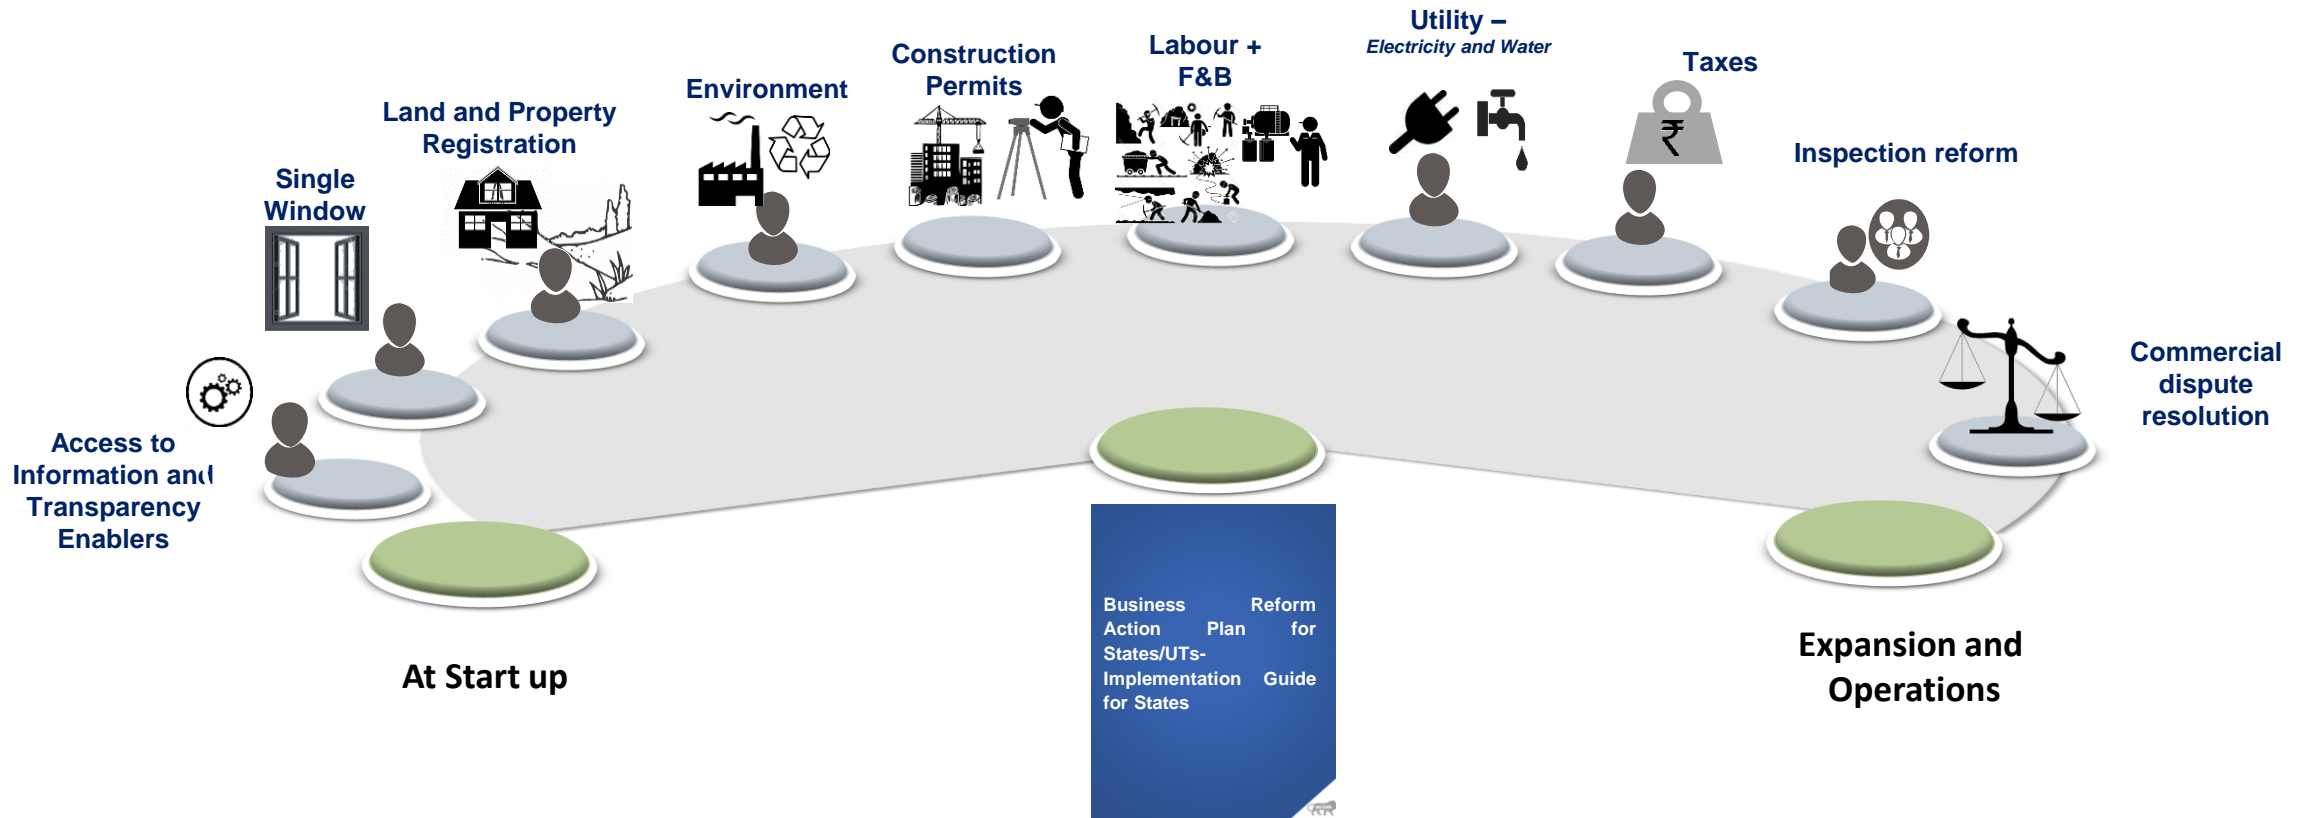 Access to
Information and
Transparency
Enablers
Single
Window
Land and Property
Registration
Environment
Construction
Permits
Labour +
F&B
Utility –
Electricity and Water
Taxes
₹
Inspection reform
Commercial
dispute
resolution
At Start up
Business Reform
Action Plan for
States/UTs-
Implementation Guide
for States
Expansion and
Operations